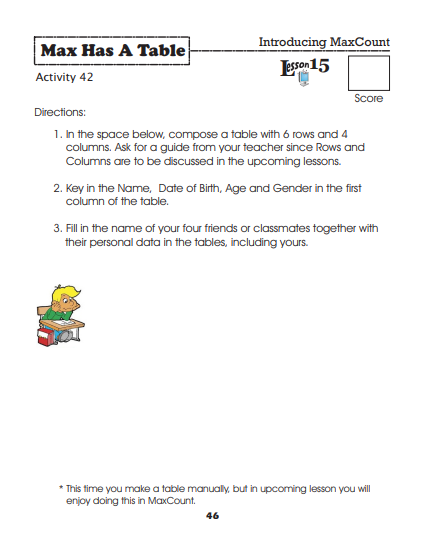 Max Has A Table
Introducing MaxCount
Lesson 15
Activity 42
Score
Directions:
1. In the space below, compose a table with 6 rows and 4
columns. Ask for a guide from your teacher since Rows and
Columns are to be discussed in the upcoming lessons.
2. Key in the Name, Date of Birth, Age and Gender in the first
column of the table.
3. Fill in the name of your four friends or classmates together with
their personal data in the tables, including yours.
* This time you make a table manually, but in upcoming lesson you will
enjoy doing this in MaxCount.
46